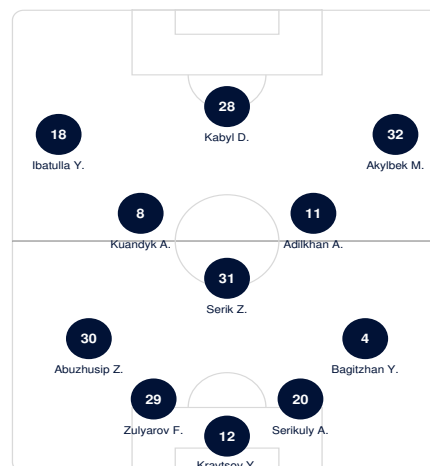 28
Kabyl D.
18
Ibatulla Y.
32
Akylbek M.
8
Kuandyk A.
11
Adilkhan A.
31
Serik Z.
30
Abuzhusip Z.
4
Bagitzhan Y.
29
Zulyarov F.
20
Serikuly A.
12
Kravtsov Y.